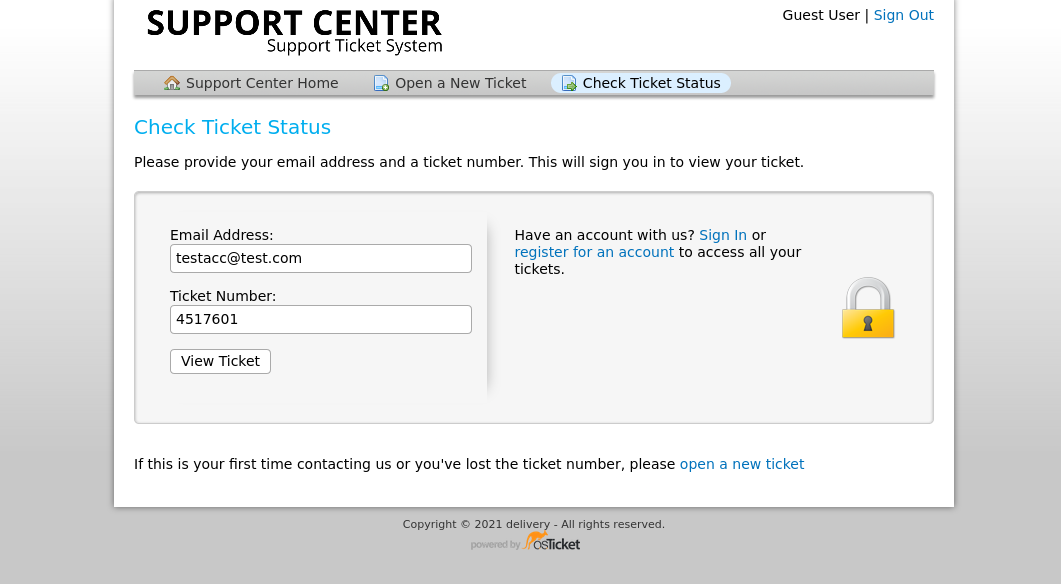 SUPPORT CENTER
Support Ticket System
Guest User | Sign Out
Support Center Home
Open a New Ticket
Check Ticket Status
Check Ticket Status
Please provide your email address and a ticket number. This will sign you in to view your ticket.
Email Address:
testacc@test.com
Ticket Number:
4517601
View Ticket
Have an account with us? Sign In or
register for an account to access all your
tickets.
If this is your first time contacting us or you've lost the ticket number, please open a new ticket
Copyright © 2021 delivery - All rights reserved.
powered by osTicket